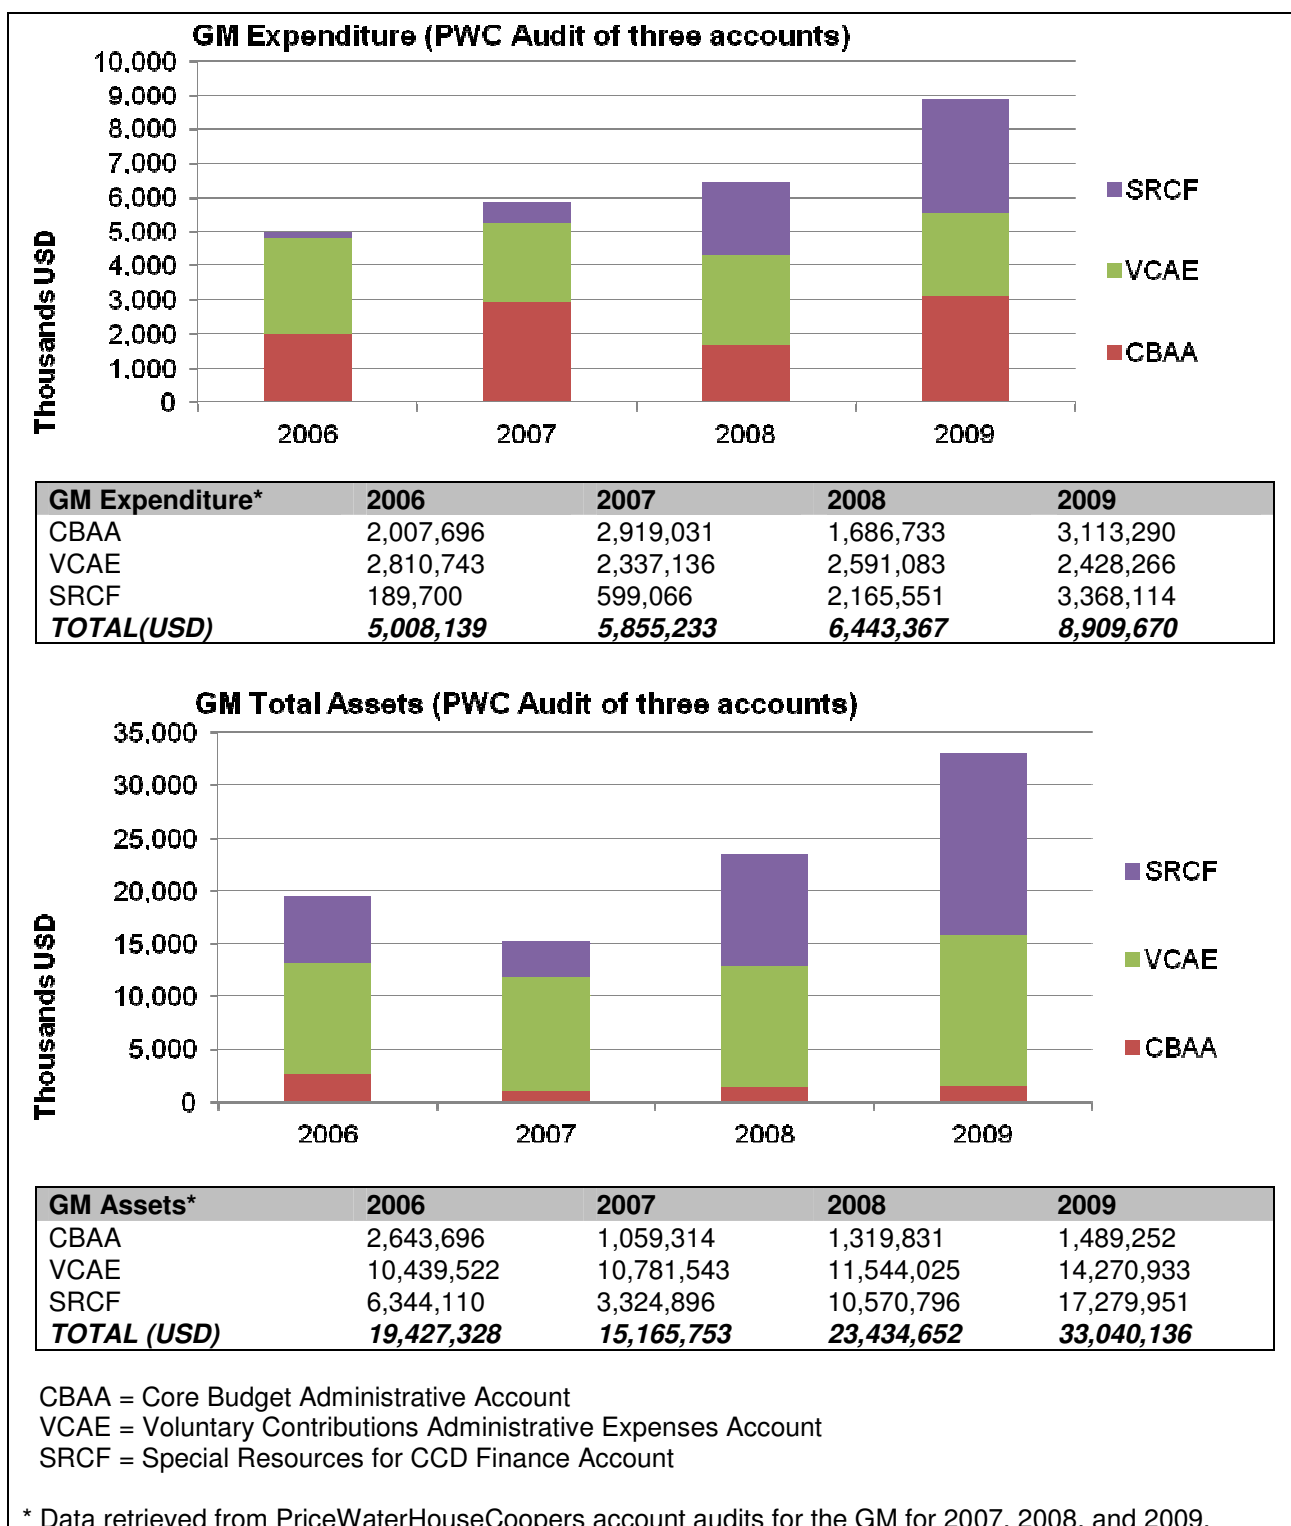 GM Expenditure (PWC Audit of three accounts)
10,000
9,000
8,000
7,000
6,000
5,000
4,000
3,000
2,000
1,000
0
Thousands USD
2006 2007 2008 2009
SRCF
VCAE
CBAA
GM Expenditure* 2006 2007 2008 2009
CBAA 2,007,696 2,919,031 1,686,733 3,113,290
VCAE 2,810,743 2,337,136 2,591,083 2,428,266
SRCF 189,700 599,066 2,165,551 3,368,114
TOTAL(USD) 5,008,139 5,855,233 6,443,367 8,909,670
GM Total Assets (PWC Audit of three accounts)
35,000
30,000
25,000
20,000
15,000
10,000
5,000
0
Thousands USD
2006 2007 2008 2009
SRCF
VCAE
CBAA
GM Assets* 2006 2007 2008 2009
CBAA 2,643,696 1,059,314 1,319,831 1,489,252
VCAE 10,439,522 10,781,543 11,544,025 14,270,933
SRCF 6,344,110 3,324,896 10,570,796 17,279,951
TOTAL (USD) 19,427,328 15,165,753 23,434,652 33,040,136
CBAA = Core Budget Administrative Account
VCAE = Voluntary Contributions Administrative Expenses Account
SRCF = Special Resources for CCD Finance Account
* Data retrieved from PriceWaterHouseCoopers account audits for the GM for 2007, 2008, and 2009.